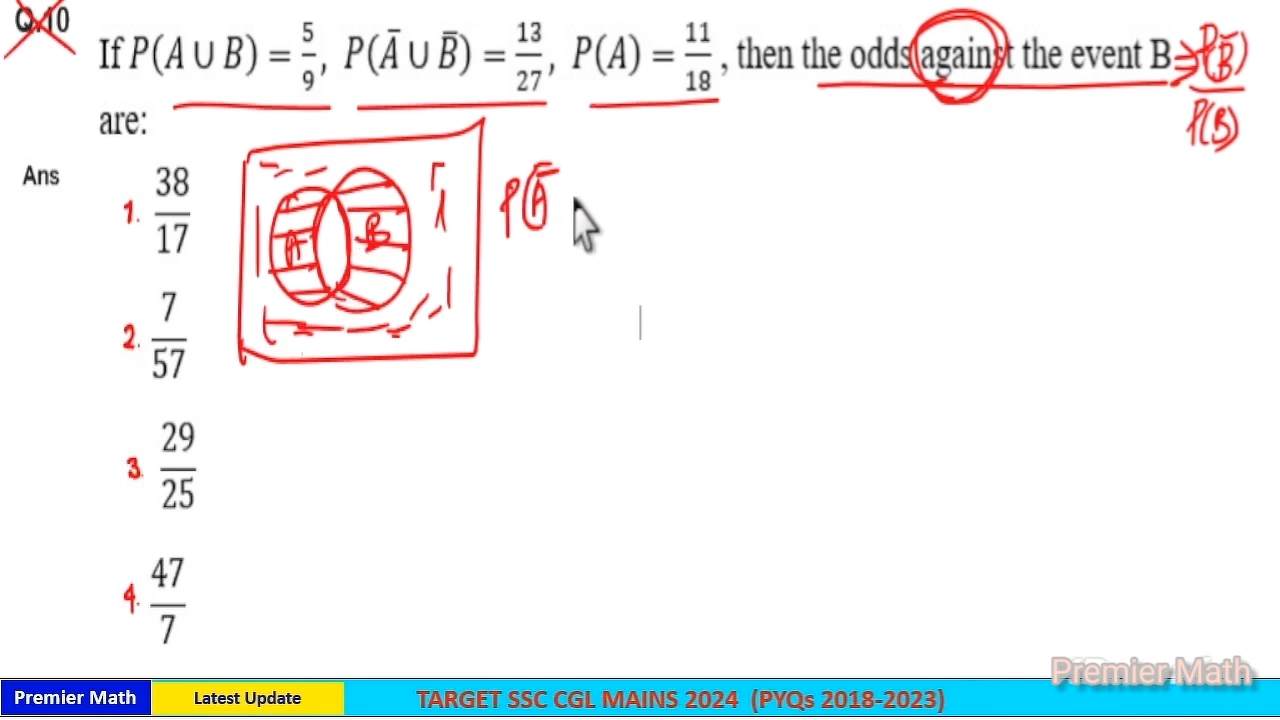 Q.10
If P(A ∪ B) = 5/9, P(Ā ∪ B̄) = 13/27, P(A) = 11/18, then the odds against the event B ⇒ P(B̄)/P(B)
are:
Ans
1. 38/17
A B
P(Ā
2. 7/57
3. 29/25
4. 47/7
Premier Math
Premier Math Latest Update TARGET SSC CGL MAINS 2024 (PYQs 2018-2023)